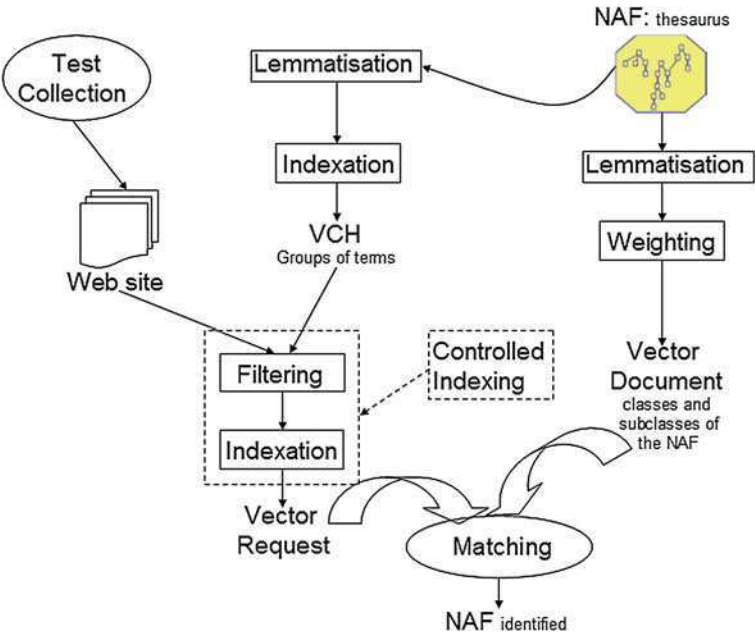 NAF: thesaurus
Test
Collection
Lemmatisation
Indexation
VCH
Groups of terms
Lemmatisation
Weighting
Web site
Filtering
Indexation
Controlled
Indexing
Vector
Document
classes and
subclasses of
the NAF
Vector
Request
Matching
NAF identified